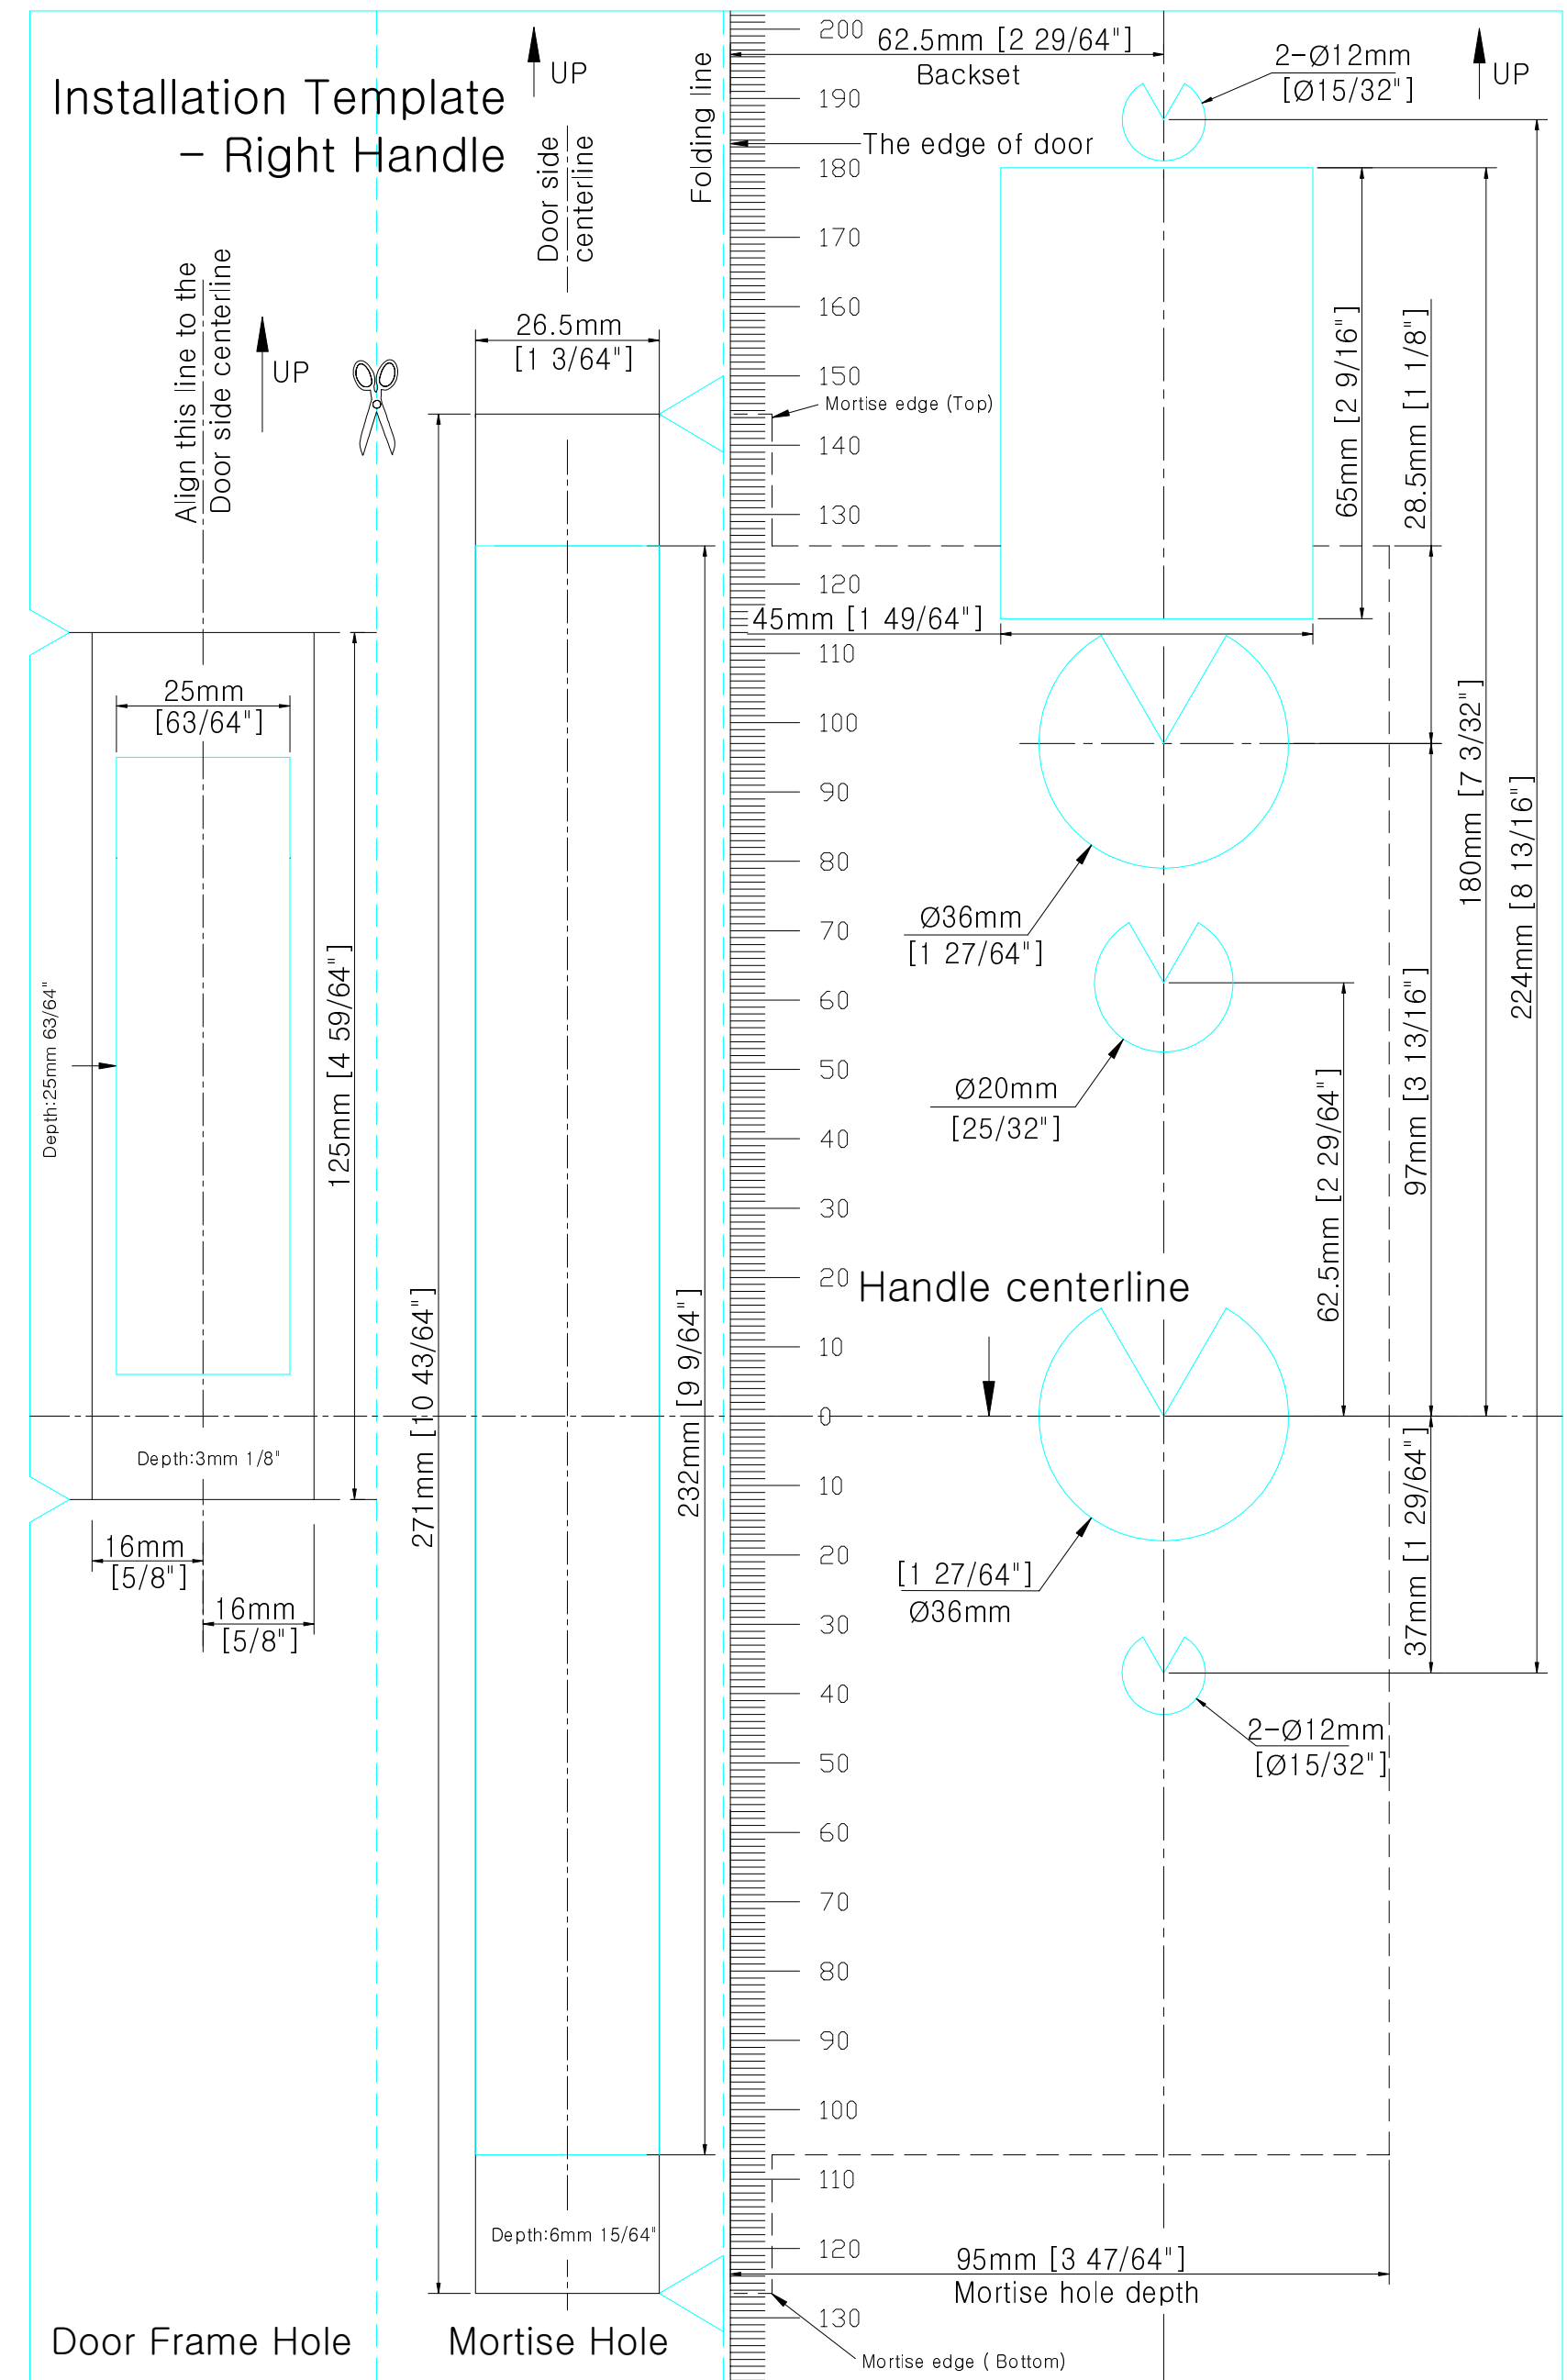 Installation Template
- Right Handle
UP
Door side
centerline
Folding line
Align this line to the
Door side centerline
UP
26.5mm
[1 3/64"]
62.5mm [2 29/64"]
Backset
2-Ø12mm
[Ø15/32"]
UP
The edge of door
Mortise edge (Top)
200
190
180
170
160
150
140
130
120
110
100
90
80
70
60
50
40
30
20
10
0
10
20
30
40
50
60
70
80
90
100
110
120
130
65mm [2 9/16"]
28.5mm [1 1/8"]
45mm [1 49/64"]
25mm
[63/64"]
180mm [7 3/32"]
224mm [8 13/16"]
Ø36mm
[1 27/64"]
125mm [4 59/64"]
Depth:25mm 63/64"
Ø20mm
[25/32"]
97mm [3 13/16"]
62.5mm [2 29/64"]
Handle centerline
271mm [10 43/64"]
232mm [9 9/64"]
Depth:3mm 1/8"
16mm
[5/8"]
16mm
[5/8"]
[1 27/64"]
Ø36mm
37mm [1 29/64"]
2-Ø12mm
[Ø15/32"]
Depth:6mm 15/64"
95mm [3 47/64"]
Mortise hole depth
Door Frame Hole
Mortise Hole
Mortise edge ( Bottom)